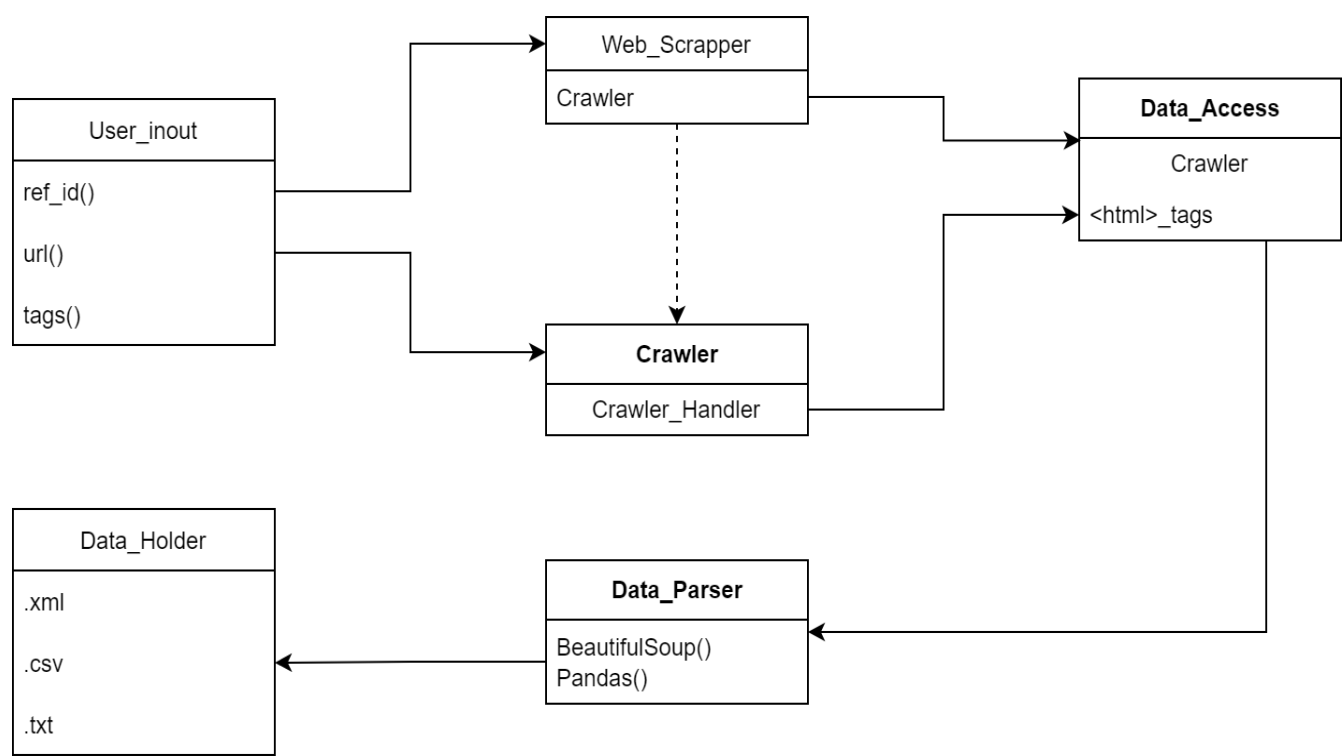 User_inout
ref_id()
url()
tags()
Web_Scrapper
Crawler
Crawler
Crawler_Handler
Data_Access
Crawler
<html>_tags
Data_Parser
BeautifulSoup()
Pandas()
Data_Holder
.xml
.csv
.txt